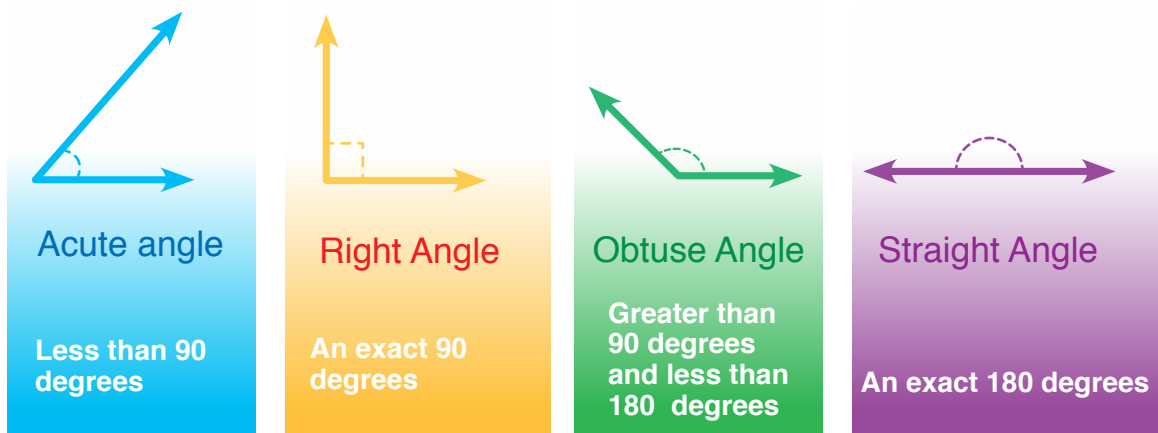 Acute angle
Less than 90
degrees
Right Angle
An exact 90
degrees
Obtuse Angle
Greater than
90 degrees
and less than
180  degrees
Straight Angle
An exact 180 degrees